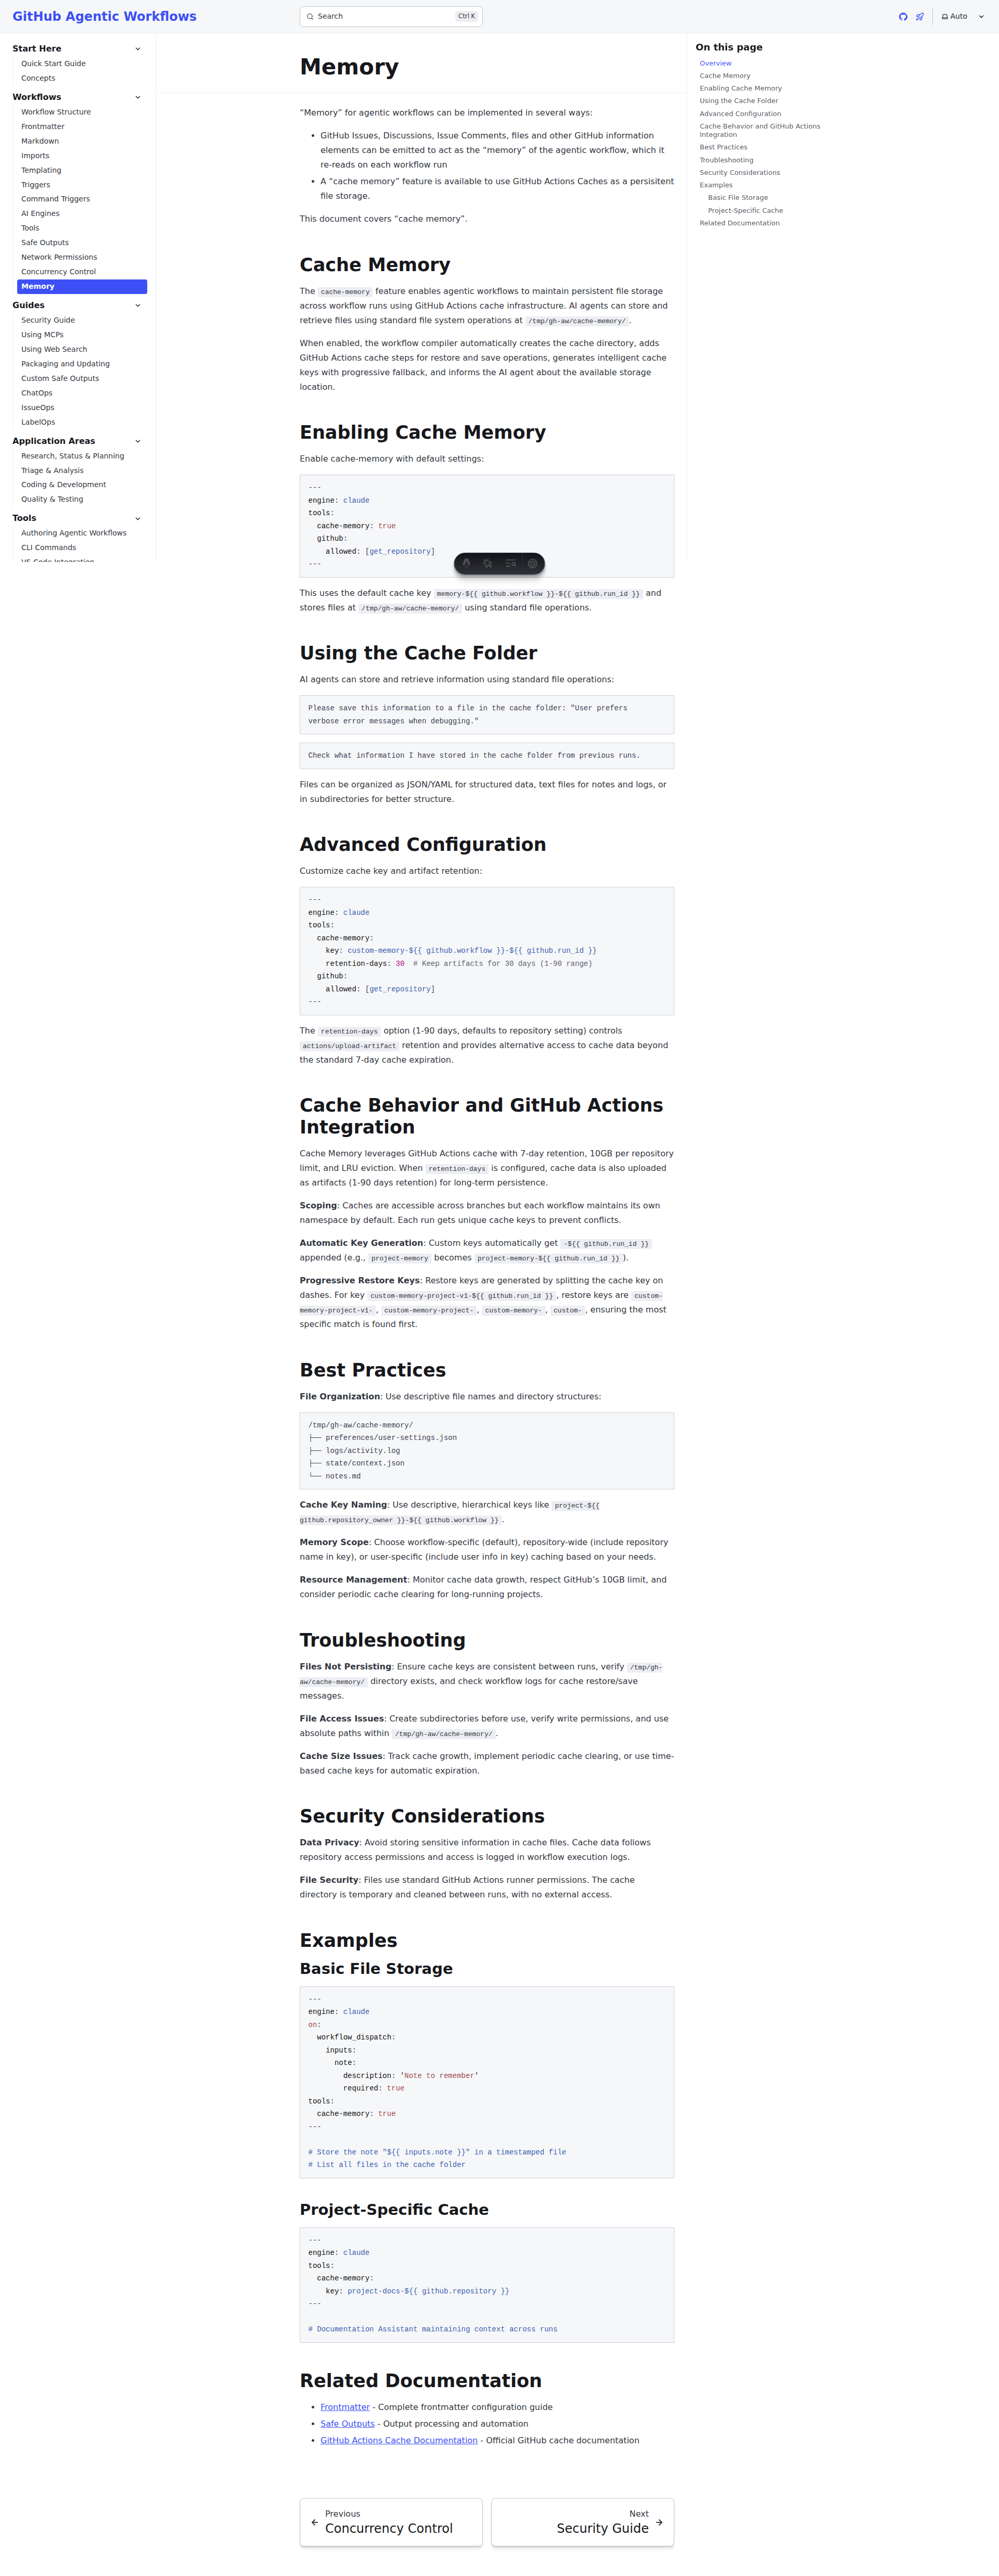 GitHub Agentic Workflows
Search
Ctrl K
Auto
Start Here
Quick Start Guide
Concepts
Workflows
Workflow Structure
Frontmatter
Markdown
Imports
Templating
Triggers
Command Triggers
AI Engines
Tools
Safe Outputs
Network Permissions
Concurrency Control
Memory
Guides
Security Guide
Using MCPs
Using Web Search
Packaging and Updating
Custom Safe Outputs
ChatOps
IssueOps
LabelOps
Application Areas
Research, Status & Planning
Triage & Analysis
Coding & Development
Quality & Testing
Tools
Authoring Agentic Workflows
CLI Commands
VS Code Integration
On this page
Overview
Cache Memory
Enabling Cache Memory
Using the Cache Folder
Advanced Configuration
Cache Behavior and GitHub Actions
Integration
Best Practices
Troubleshooting
Security Considerations
Examples
Basic File Storage
Project-Specific Cache
Related Documentation
Memory
“Memory” for agentic workflows can be implemented in several ways:
• GitHub Issues, Discussions, Issue Comments, files and other GitHub information
elements can be emitted to act as the “memory” of the agentic workflow, which it
re-reads on each workflow run
• A “cache memory” feature is available to use GitHub Actions Caches as a persisitent
file storage.
This document covers “cache memory”.
Cache Memory
The cache-memory feature enables agentic workflows to maintain persistent file storage
across workflow runs using GitHub Actions cache infrastructure. AI agents can store and
retrieve files using standard file system operations at /tmp/gh-aw/cache-memory/ .
When enabled, the workflow compiler automatically creates the cache directory, adds
GitHub Actions cache steps for restore and save operations, generates intelligent cache
keys with progressive fallback, and informs the AI agent about the available storage
location.
Enabling Cache Memory
Enable cache-memory with default settings:
---
engine: claude
tools:
  cache-memory: true
  github:
    allowed: [get_repository]
---
This uses the default cache key memory-${{ github.workflow }}-${{ github.run_id }} and
stores files at /tmp/gh-aw/cache-memory/ using standard file operations.
Using the Cache Folder
AI agents can store and retrieve information using standard file operations:
Please save this information to a file in the cache folder: "User prefers
verbose error messages when debugging."
Check what information I have stored in the cache folder from previous runs.
Files can be organized as JSON/YAML for structured data, text files for notes and logs, or
in subdirectories for better structure.
Advanced Configuration
Customize cache key and artifact retention:
---
engine: claude
tools:
  cache-memory:
    key: custom-memory-${{ github.workflow }}-${{ github.run_id }}
    retention-days: 30  # Keep artifacts for 30 days (1-90 range)
  github:
    allowed: [get_repository]
---
The retention-days option (1-90 days, defaults to repository setting) controls
actions/upload-artifact retention and provides alternative access to cache data beyond
the standard 7-day cache expiration.
Cache Behavior and GitHub Actions
Integration
Cache Memory leverages GitHub Actions cache with 7-day retention, 10GB per repository
limit, and LRU eviction. When retention-days is configured, cache data is also uploaded
as artifacts (1-90 days retention) for long-term persistence.
Scoping: Caches are accessible across branches but each workflow maintains its own
namespace by default. Each run gets unique cache keys to prevent conflicts.
Automatic Key Generation: Custom keys automatically get -${{ github.run_id }}
appended (e.g., project-memory becomes project-memory-${{ github.run_id }} ).
Progressive Restore Keys: Restore keys are generated by splitting the cache key on
dashes. For key custom-memory-project-v1-${{ github.run_id }} , restore keys are custom-
memory-project-v1- , custom-memory-project- , custom-memory- , custom- , ensuring the most
specific match is found first.
Best Practices
File Organization: Use descriptive file names and directory structures:
/tmp/gh-aw/cache-memory/
├── preferences/user-settings.json
├── logs/activity.log
├── state/context.json
└── notes.md
Cache Key Naming: Use descriptive, hierarchical keys like project-${{
github.repository_owner }}-${{ github.workflow }} .
Memory Scope: Choose workflow-specific (default), repository-wide (include repository
name in key), or user-specific (include user info in key) caching based on your needs.
Resource Management: Monitor cache data growth, respect GitHub’s 10GB limit, and
consider periodic cache clearing for long-running projects.
Troubleshooting
Files Not Persisting: Ensure cache keys are consistent between runs, verify /tmp/gh-
aw/cache-memory/ directory exists, and check workflow logs for cache restore/save
messages.
File Access Issues: Create subdirectories before use, verify write permissions, and use
absolute paths within /tmp/gh-aw/cache-memory/ .
Cache Size Issues: Track cache growth, implement periodic cache clearing, or use time-
based cache keys for automatic expiration.
Security Considerations
Data Privacy: Avoid storing sensitive information in cache files. Cache data follows
repository access permissions and access is logged in workflow execution logs.
File Security: Files use standard GitHub Actions runner permissions. The cache
directory is temporary and cleaned between runs, with no external access.
Examples
Basic File Storage
---
engine: claude
on:
  workflow_dispatch:
    inputs:
      note:
        description: 'Note to remember'
        required: true
tools:
  cache-memory: true
---
# Store the note "${{ inputs.note }}" in a timestamped file
# List all files in the cache folder
Project-Specific Cache
---
engine: claude
tools:
  cache-memory:
    key: project-docs-${{ github.repository }}
---
# Documentation Assistant maintaining context across runs
Related Documentation
• Frontmatter - Complete frontmatter configuration guide
• Safe Outputs - Output processing and automation
• GitHub Actions Cache Documentation - Official GitHub cache documentation
Previous
Concurrency Control
Next
Security Guide